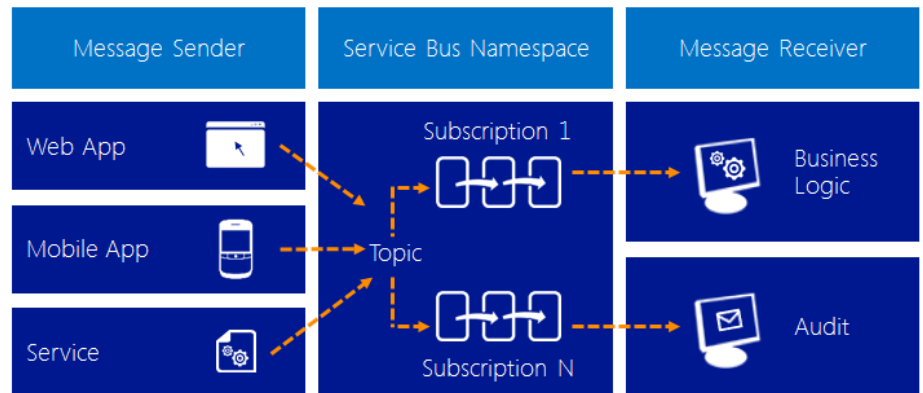 Message Sender
Service Bus Namespace
Message Receiver
Web App
Mobile App
Service
Subscription 1
Topic
Subscription N
Business
Logic
Audit